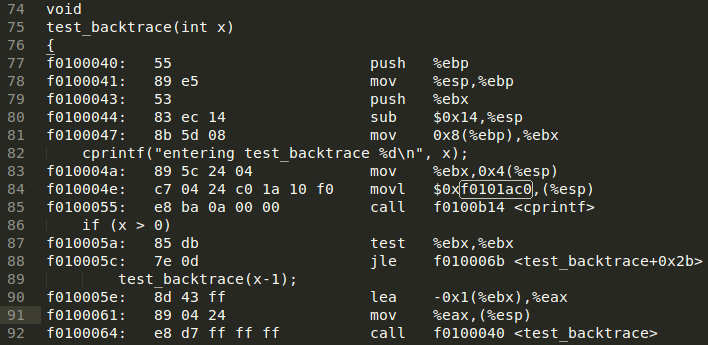 74 void
75 test_backtrace(int x)
76 {
77 f0100040: 55 push %ebp
78 f0100041: 89 e5 mov %esp,%ebp
79 f0100043: 53 push %ebx
80 f0100044: 83 ec 14 sub $0x14,%esp
81 f0100047: 8b 5d 08 mov 0x8(%ebp),%ebx
82 cprintf("entering test_backtrace %d\n", x);
83 f010004a: 89 5c 24 04 mov %ebx,0x4(%esp)
84 f010004e: c7 04 24 c0 1a 10 f0 movl $0xf0101ac0,(%esp)
85 f0100055: e8 ba 0a 00 00 call f0100b14 <cprintf>
86 if (x > 0)
87 f010005a: 85 db test %ebx,%ebx
88 f010005c: 7e 0d jle f010006b <test_backtrace+0x2b>
89 test_backtrace(x-1);
90 f010005e: 8d 43 ff lea -0x1(%ebx),%eax
91 f0100061: 89 04 24 mov %eax,(%esp)
92 f0100064: e8 d7 ff ff ff call f0100040 <test_backtrace>